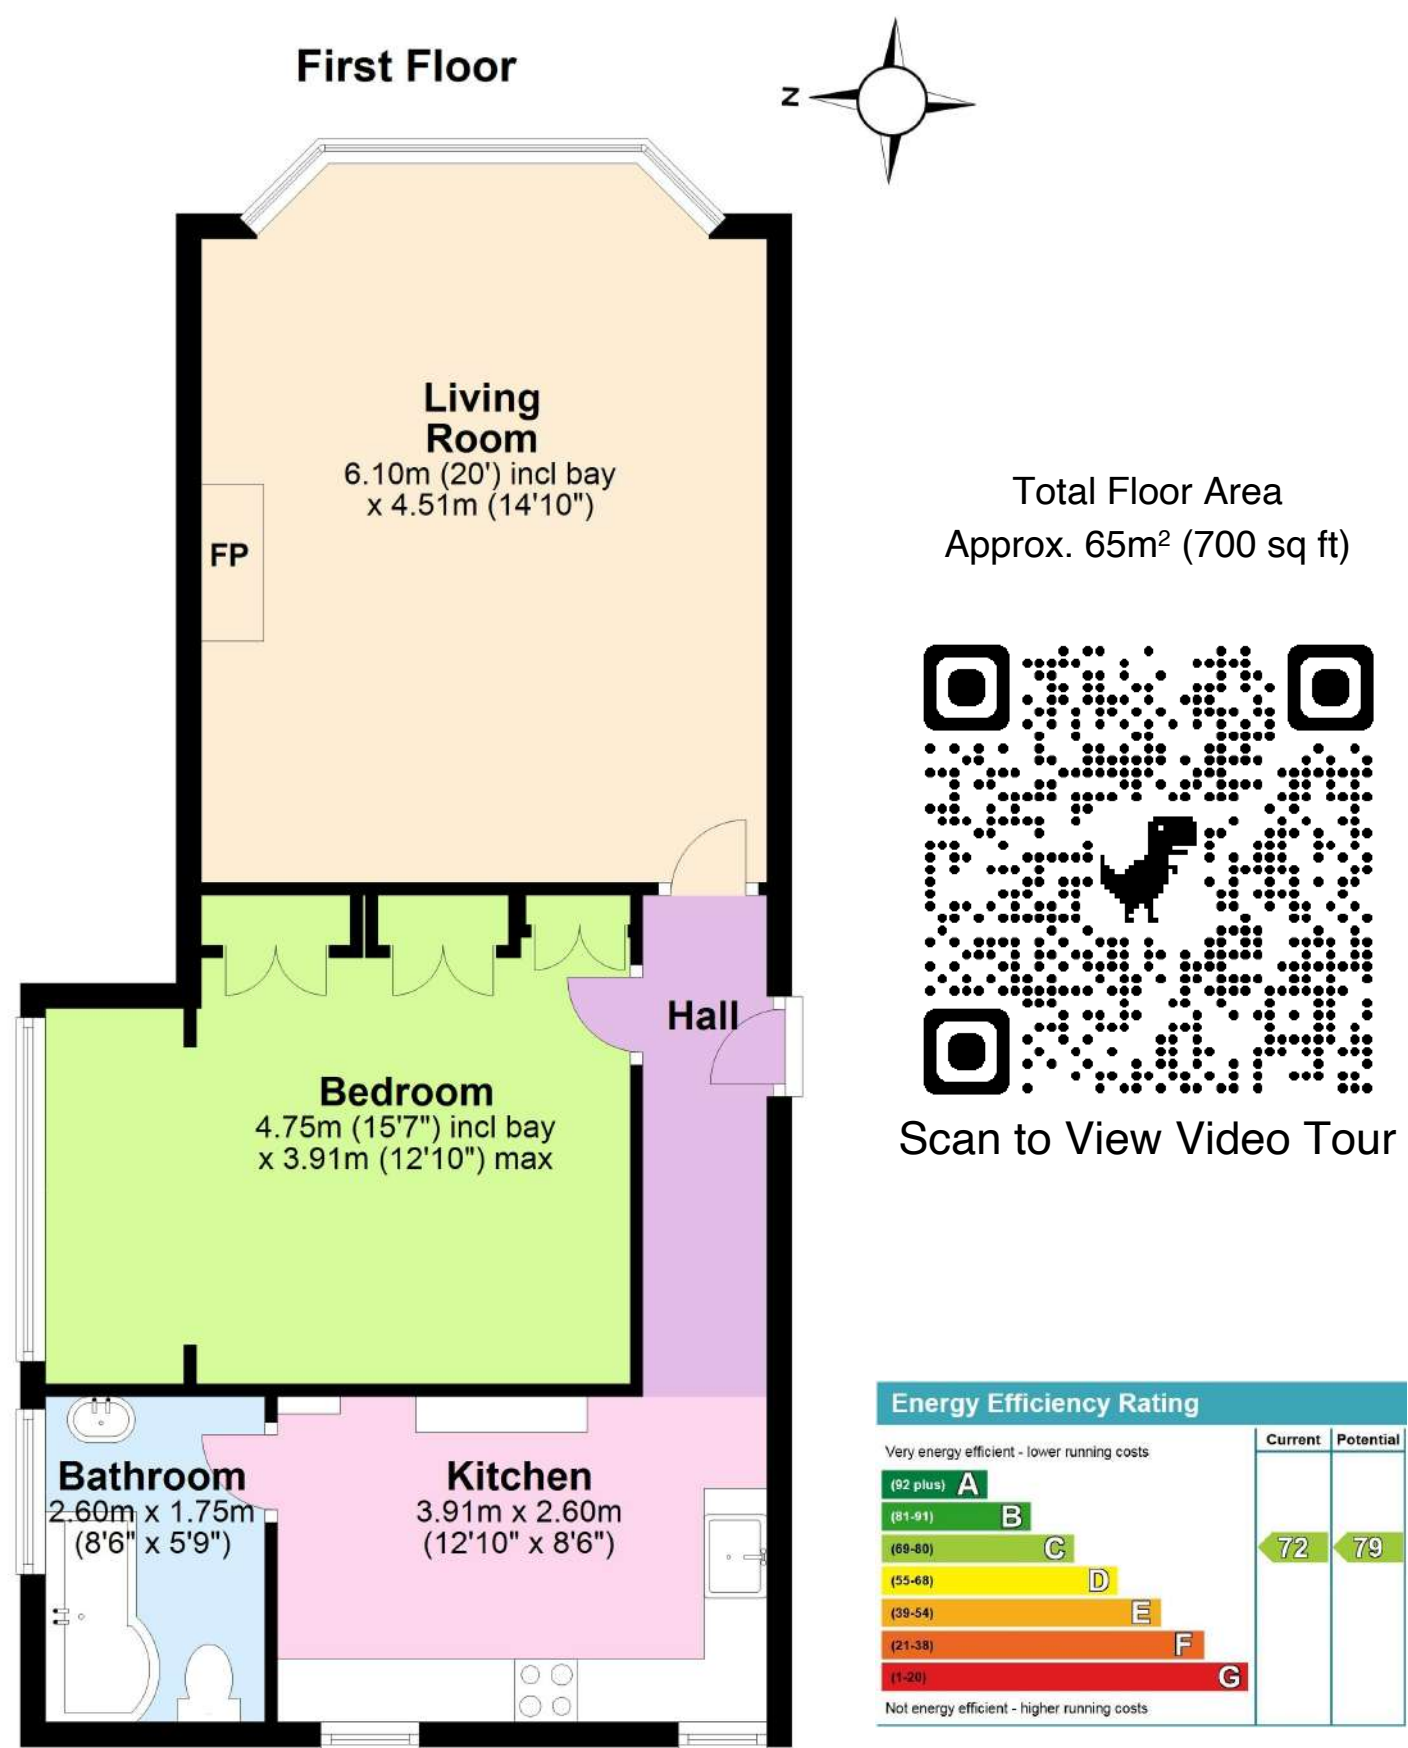 First Floor
N
Living
Room
6.10m (20') incl bay
x 4.51m (14'10")
FP
Total Floor Area
Approx. 65m² (700 sq ft)
Scan to View Video Tour
Hall
Bedroom
4.75m (15'7") incl bay
x 3.91m (12'10") max
Bathroom
2.60m x 1.75m
(8'6" x 5'9")
Kitchen
3.91m x 2.60m
(12'10" x 8'6")
Energy Efficiency Rating
Current Potential
Very energy efficient - lower running costs
(92 plus) A
(81-91) B
(69-80) C 72 79
(55-68) D
(39-54) E
(21-38) F
(1-20) G
Not energy efficient - higher running costs